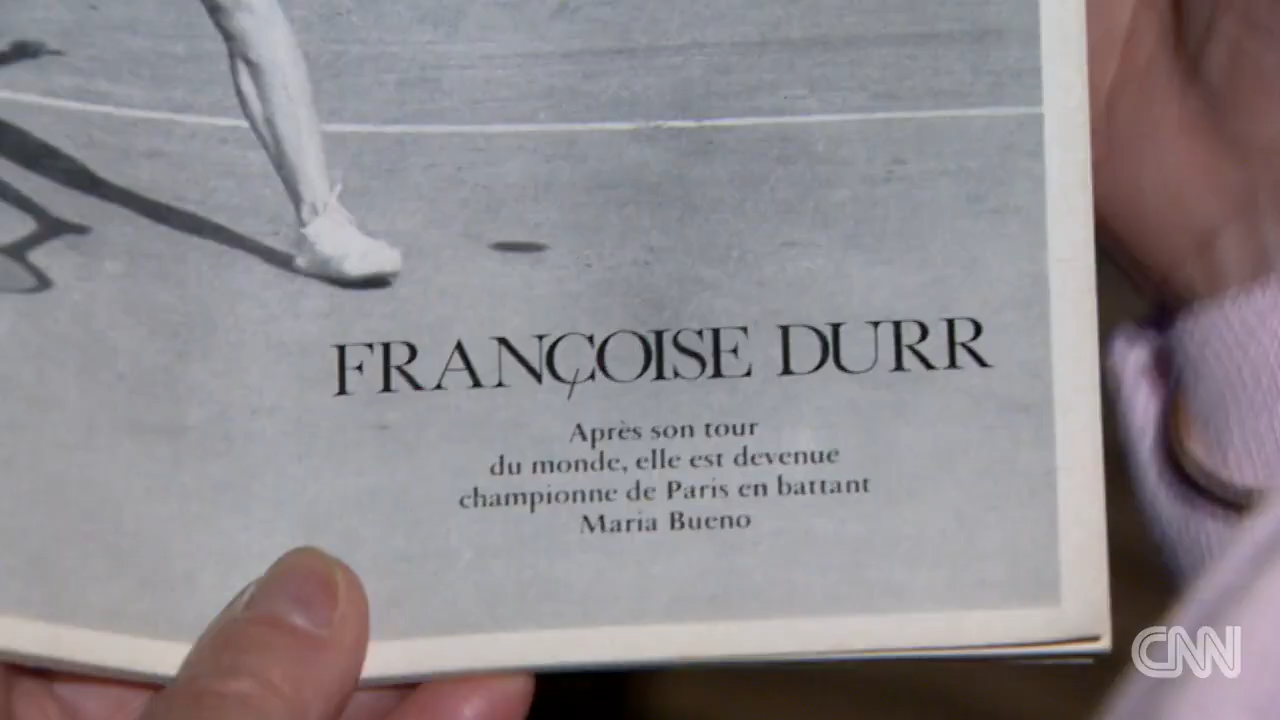 FRANÇOISE DURR
Après son tour
du monde, elle est devenue
championne de Paris en battant
Maria Bueno
CNN